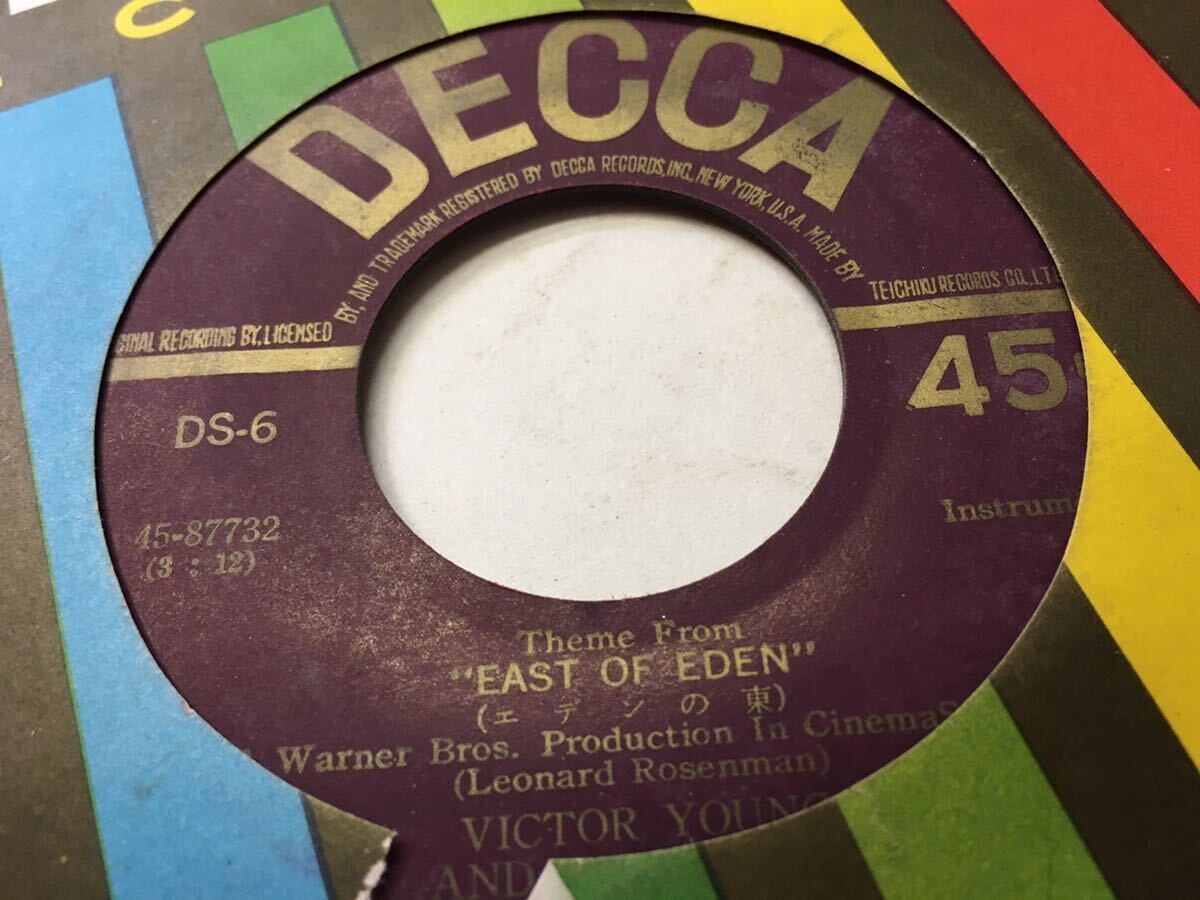 C
DECCA
GINAL RECORDING BY, LICENSED BY, AND TRADEMARK REGISTERED BY DECCA RECORDS, INC., NEW YORK, U.S.A. MADE BY TEICHIKU RECORDS CO., LT
45
DS-6
45-87732
(3 : 12)
Instrum
Theme From
"EAST OF EDEN"
(エデンの東)
A Warner Bros. Production In CinemaS
(Leonard Rosenman)
VICTOR YOUNG
AND